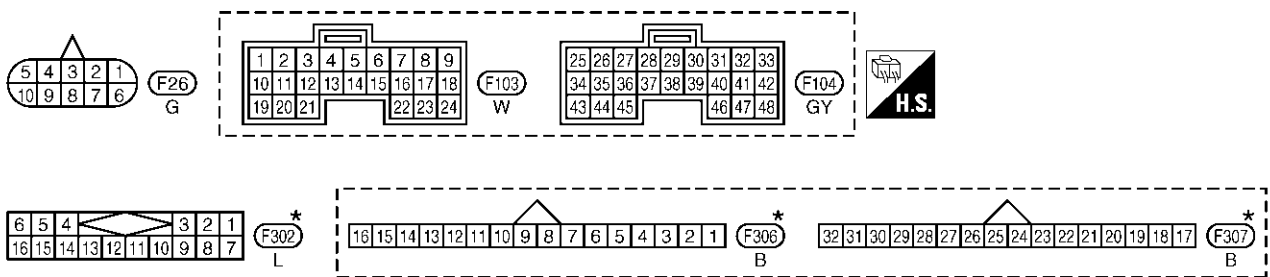 5 4 3 2 1
10 9 8 7 6
F26
G
1 2 3 4 5 6 7 8 9
10 11 12 13 14 15 16 17 18
19 20 21 22 23 24
F103
W
25 26 27 28 29 30 31 32 33
34 35 36 37 38 39 40 41 42
43 44 45 46 47 48
F104
GY
H.S.
6 5 4 3 2 1
16 15 14 13 12 11 10 9 8 7
*
F302
L
16 15 14 13 12 11 10 9 8 7 6 5 4 3 2 1
*
F306
B
32 31 30 29 28 27 26 25 24 23 22 21 20 19 18 17
*
F307
B